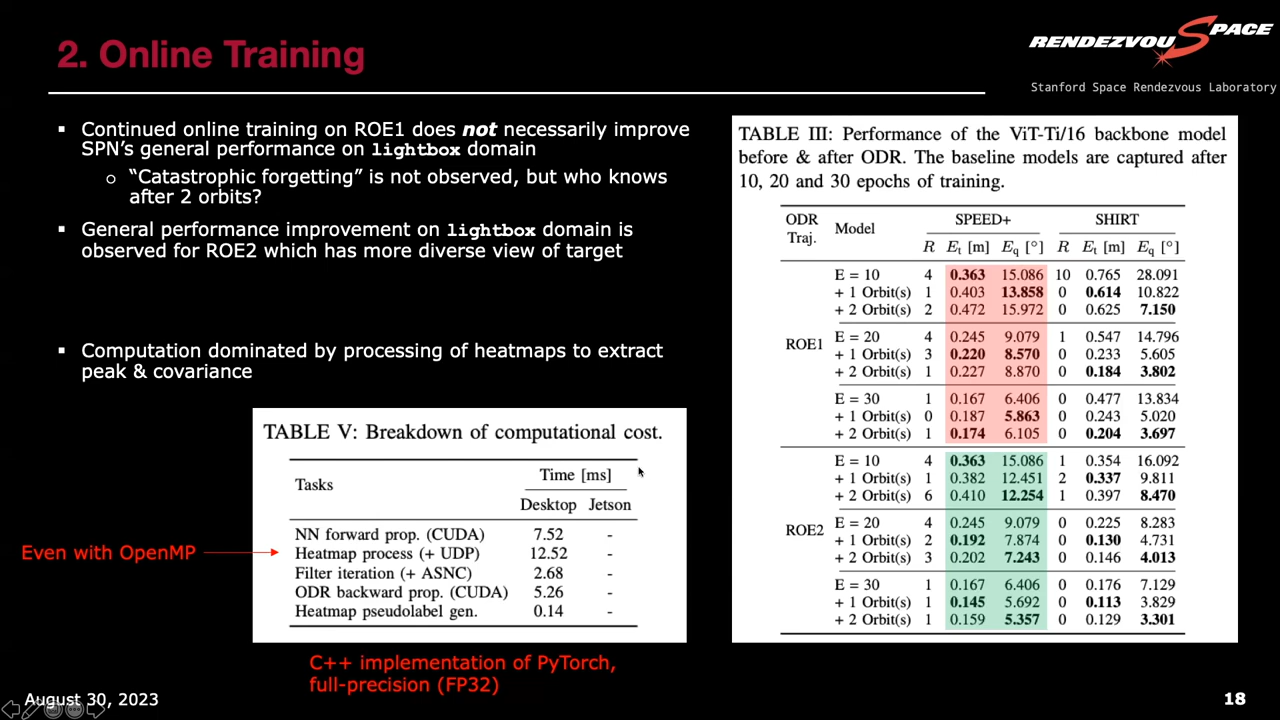 2. Online Training
RENDEZVOUSPACE
Stanford Space Rendezvous Laboratory
▪ Continued online training on ROE1 does not necessarily improve
SPN's general performance on lightbox domain
o "Catastrophic forgetting" is not observed, but who knows
after 2 orbits?
▪ General performance improvement on lightbox domain is
observed for ROE2 which has more diverse view of target
▪ Computation dominated by processing of heatmaps to extract
peak & covariance
TABLE V: Breakdown of computational cost.
Tasks Time [ms]
Desktop Jetson
NN forward prop. (CUDA) 7.52 -
Heatmap process (+ UDP) 12.52 -
Filter iteration (+ ASNC) 2.68 -
ODR backward prop. (CUDA) 5.26 -
Heatmap pseudolabel gen. 0.14 -
Even with OpenMP
C++ implementation of PyTorch,
full-precision (FP32)
TABLE III: Performance of the ViT-Ti/16 backbone model
before & after ODR. The baseline models are captured after
10, 20 and 30 epochs of training.
ODR Traj. Model SPEED+ SHIRT
R Et [m] Eq [°] R Et [m] Eq [°]
E = 10 4 0.363 15.086 10 0.765 28.091
+ 1 Orbit(s) 1 0.403 13.858 0 0.614 10.822
+ 2 Orbit(s) 2 0.472 15.972 0 0.625 7.150
ROE1
E = 20 4 0.245 9.079 1 0.547 14.796
+ 1 Orbit(s) 3 0.220 8.570 0 0.233 5.605
+ 2 Orbit(s) 1 0.227 8.870 0 0.184 3.802
E = 30 1 0.167 6.406 0 0.477 13.834
+ 1 Orbit(s) 0 0.187 5.863 0 0.243 5.020
+ 2 Orbit(s) 1 0.174 6.105 0 0.204 3.697
E = 10 4 0.363 15.086 1 0.354 16.092
+ 1 Orbit(s) 1 0.382 12.451 2 0.337 9.811
+ 2 Orbit(s) 6 0.410 12.254 1 0.397 8.470
ROE2
E = 20 4 0.245 9.079 0 0.225 8.283
+ 1 Orbit(s) 2 0.192 7.874 0 0.130 4.731
+ 2 Orbit(s) 3 0.202 7.243 0 0.146 4.013
E = 30 1 0.167 6.406 0 0.176 7.129
+ 1 Orbit(s) 1 0.145 5.692 0 0.113 3.829
+ 2 Orbit(s) 1 0.159 5.357 0 0.129 3.301
August 30, 2023
18